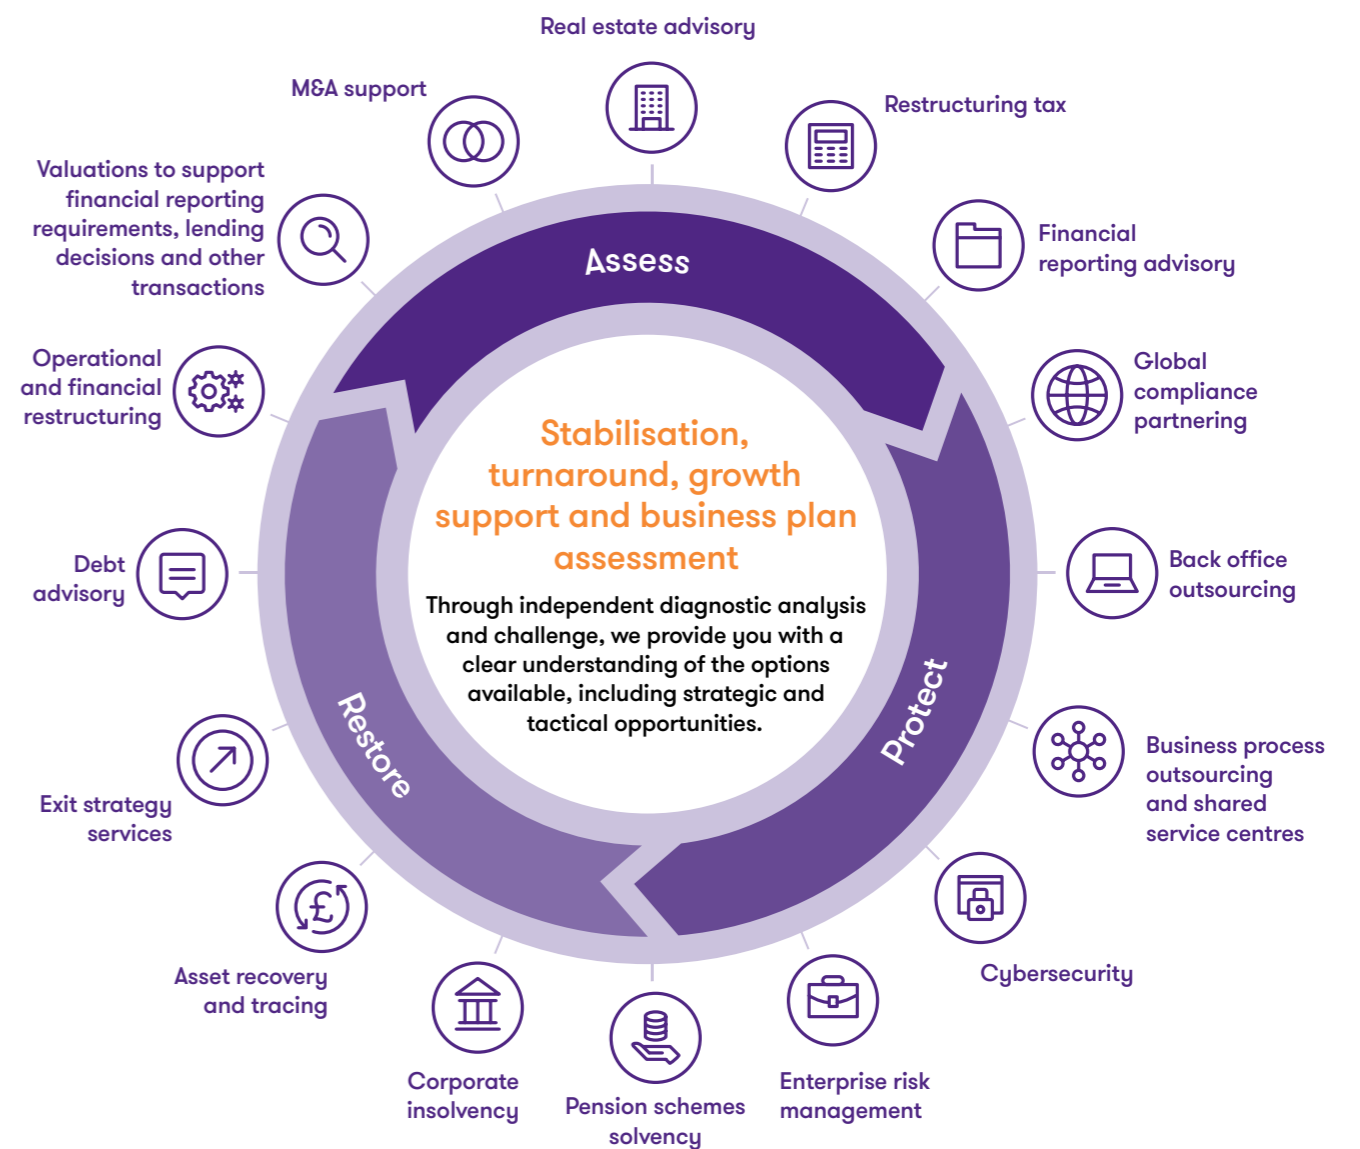 Real estate advisory
M&A support
Restructuring tax
Valuations to support
financial reporting
requirements, lending
decisions and other
transactions
Financial
reporting advisory
Assess
Operational
and financial
restructuring
Global
compliance
partnering
Stabilisation,
turnaround, growth
support and business plan
assessment
Through independent diagnostic analysis
and challenge, we provide you with a
clear understanding of the options
available, including strategic and
tactical opportunities.
Debt
advisory
Back office
outsourcing
Protect
Restore
Business process
outsourcing
and shared
service centres
Exit strategy
services
Asset recovery
and tracing
£
Cybersecurity
Corporate
insolvency
Pension schemes
solvency
Enterprise risk
management